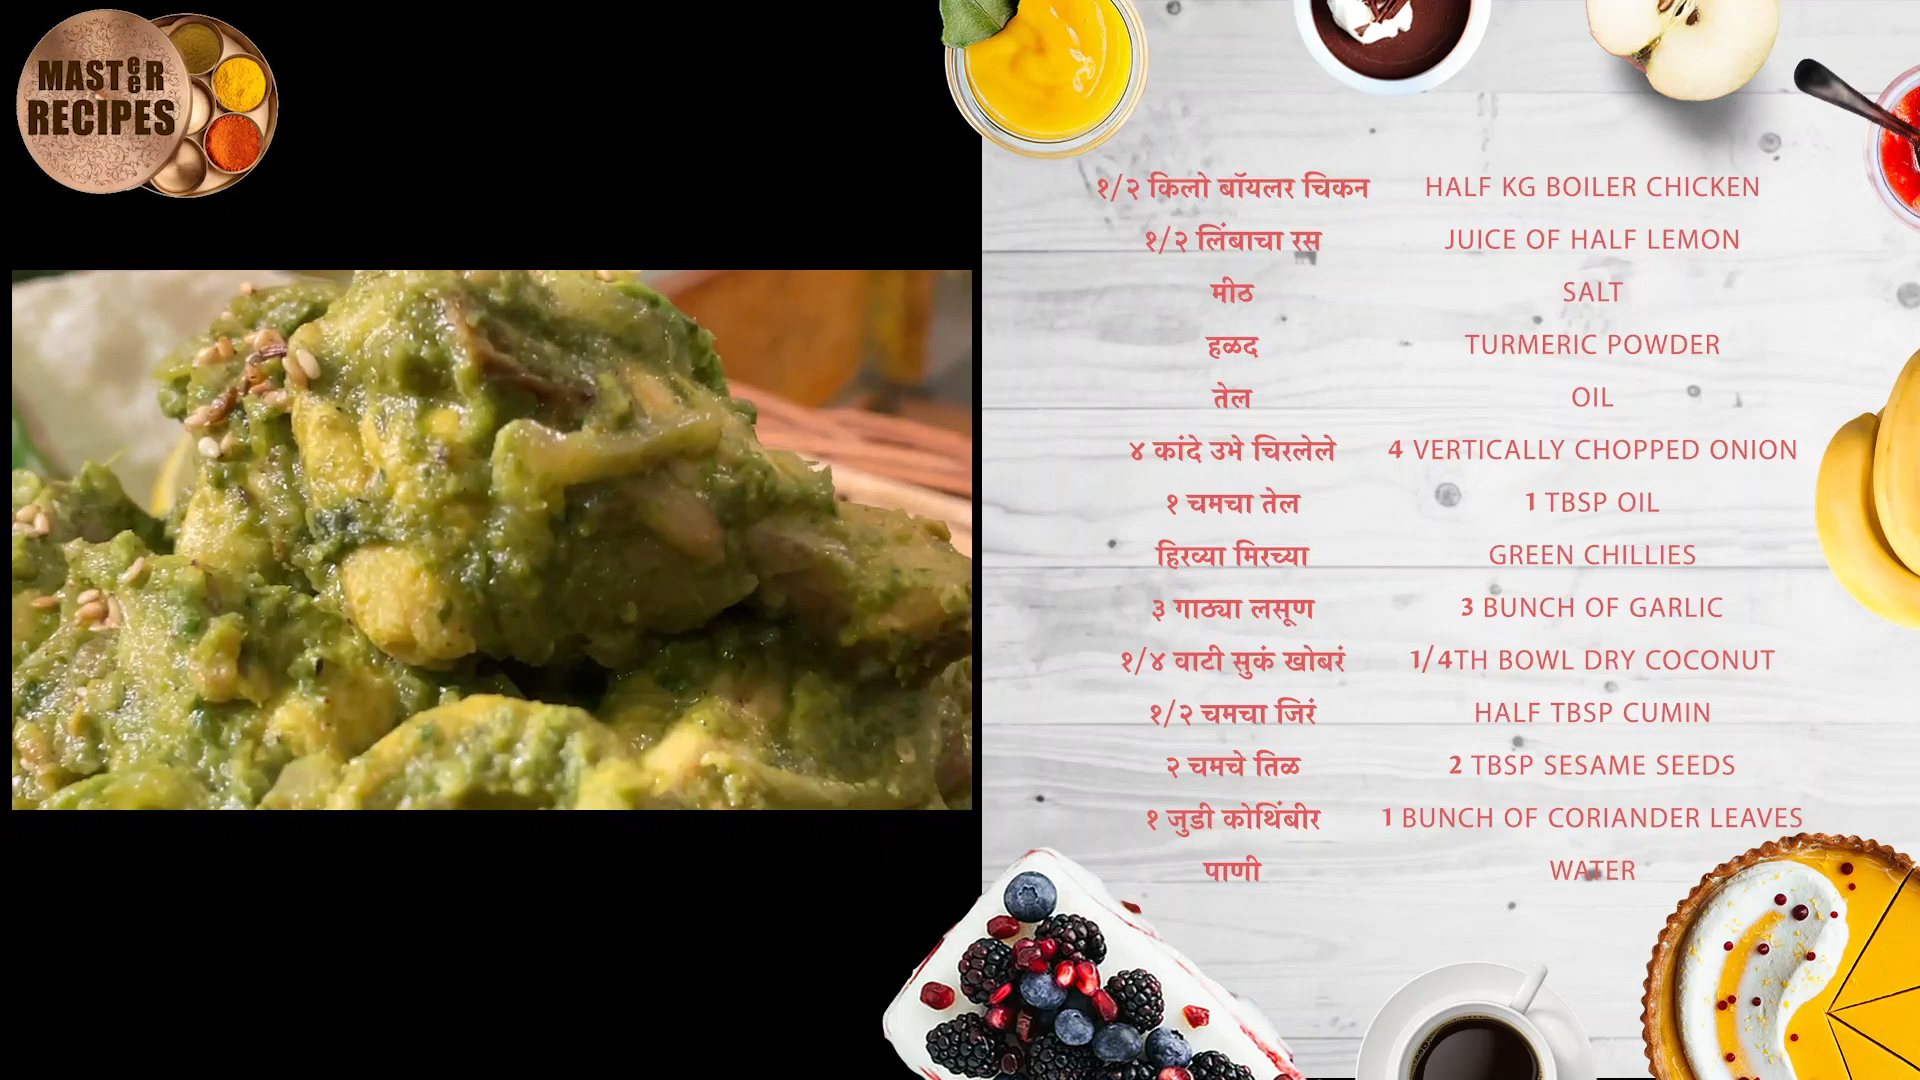 MASTeeR
RECIPES
१/२ किलो बॉयलर चिकन HALF KG BOILER CHICKEN
१/२ लिंबाचा रस JUICE OF HALF LEMON
मीठ SALT
हळद TURMERIC POWDER
तेल OIL
४ कांदे उभे चिरलेले 4 VERTICALLY CHOPPED ONION
१ चमचा तेल 1 TBSP OIL
हिरव्या मिरच्या GREEN CHILLIES
३ गाठ्या लसूण 3 BUNCH OF GARLIC
१/४ वाटी सुकं खोबरं 1/4TH BOWL DRY COCONUT
१/२ चमचा जिरं HALF TBSP CUMIN
२ चमचे तिळ 2 TBSP SESAME SEEDS
१ जुडी कोथिंबीर 1 BUNCH OF CORIANDER LEAVES
पाणी WATER